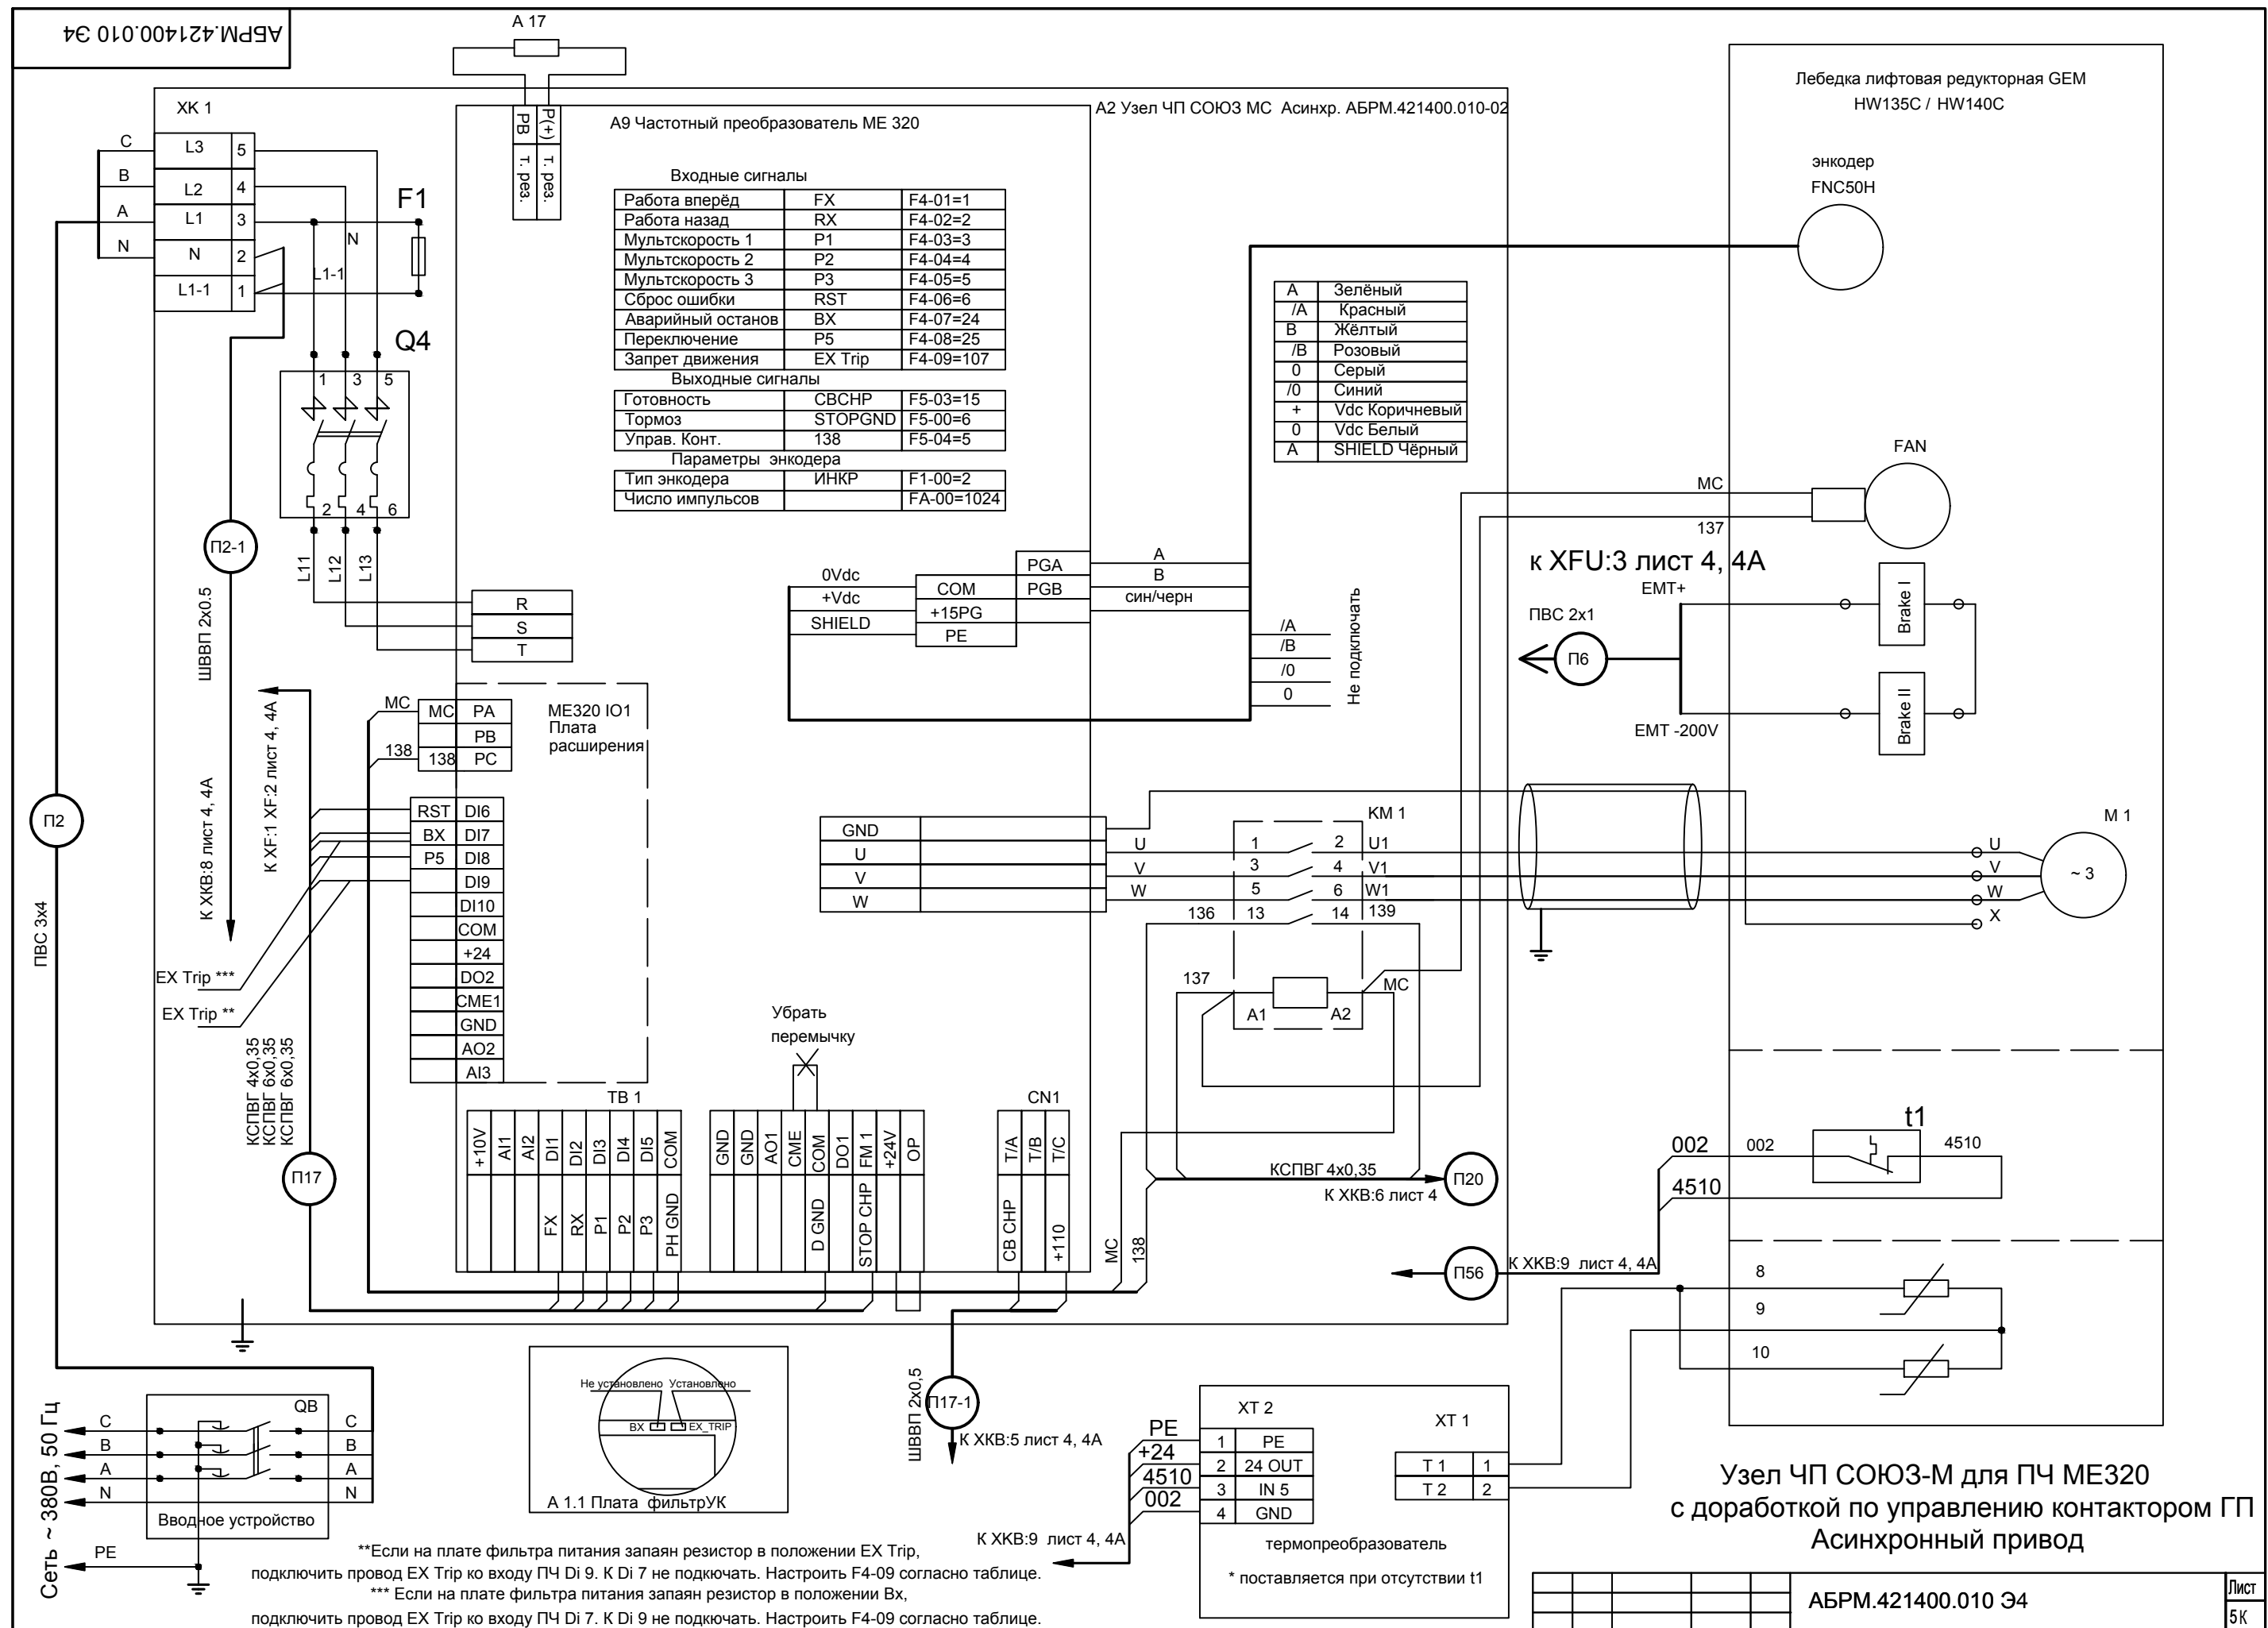 АБРМ.421400.010 Э4
А 17
PB т. рез.
P(+) т. рез.
ХК 1
C L3 5
B L2 4
A L1 3
N N 2
L1-1 1
F1
N
L1-1
Q4
1 3 5
2 4 6
L11 L12 L13
П2-1
ШВВП 2х0.5
К ХКВ:8 лист 4, 4А
П2
ПВС 3х4
А2 Узел ЧП СОЮЗ МС Асинхр. АБРМ.421400.010-02
А9 Частотный преобразователь ME 320
Входные сигналы
Работа вперёд FX F4-01=1
Работа назад RX F4-02=2
Мультскорость 1 P1 F4-03=3
Мультскорость 2 P2 F4-04=4
Мультскорость 3 P3 F4-05=5
Сброс ошибки RST F4-06=6
Аварийный останов BX F4-07=24
Переключение P5 F4-08=25
Запрет движения EX Trip F4-09=107
Выходные сигналы
Готовность СВСНР F5-03=15
Тормоз STOPGND F5-00=6
Управ. Конт. 138 F5-04=5
Параметры энкодера
Тип энкодера ИНКР F1-00=2
Число импульсов FA-00=1024
A Зелёный
/A Красный
B Жёлтый
/B Розовый
0 Серый
/0 Синий
+ Vdc Коричневый
0 Vdc Белый
A SHIELD Чёрный
Лебедка лифтовая редукторная GEM
HW135C / HW140C
энкодер
FNC50H
FAN
MC
137
к XFU:3 лист 4, 4А
EMT+
ПВС 2х1
П6
EMT -200V
Brake I
Brake II
R
S
T
PGA
PGB
COM
+15PG
PE
0Vdc
+Vdc
SHIELD
A
B
син/черн
/A
/B
/0
0
Не подключать
MC MC PA
PB
138 138 PC
ME320 IO1
Плата
расширения
К XF:1 XF:2 лист 4, 4А
RST DI6
BX DI7
P5 DI8
DI9
DI10
COM
+24
DO2
CME1
GND
AO2
AI3
EX Trip ***
EX Trip **
КСПВГ 4х0,35
КСПВГ 6х0,35
КСПВГ 6х0,35
П17
GND
U
V
W
U
V
W
КМ 1
1 2 U1
3 4 V1
5 6 W1
136 13 14 139
137
MC
A1 A2
M 1
U
V
W
X
~ 3
Убрать
перемычку
TB 1
+10V AI1 AI2 DI1 DI2 DI3 DI4 DI5 COM
FX RX P1 P2 P3 PH GND
GND GND AO1 CME COM DO1 FM 1 +24V OP
D GND STOP CHP
CN1
T/A T/B T/C
CB CHP +110
MC
138
КСПВГ 4х0,35
П20
К ХКВ:6 лист 4
t1
002 002 4510
4510
П56
К ХКВ:9 лист 4, 4А
8
9
10
Сеть ~ 380В, 50 Гц
QB
C C
B B
A A
N N
Вводное устройство
PE
Не установлено Установлено
BX EX_TRIP
А 1.1 Плата фильтрУК
ШВВП 2х0,5
П17-1
К ХКВ:5 лист 4, 4А
XT 2
PE 1 PE
+24 2 24 OUT
4510 3 IN 5
002 4 GND
XT 1
T 1 1
T 2 2
К ХКВ:9 лист 4, 4А
термопреобразователь
* поставляется при отсутствии t1
**Если на плате фильтра питания запаян резистор в положении EX Trip,
подключить провод EX Trip ко входу ПЧ Di 9. К Di 7 не подкючать. Настроить F4-09 согласно таблице.
*** Если на плате фильтра питания запаян резистор в положении Вх,
подключить провод EX Trip ко входу ПЧ Di 7. К Di 9 не подкючать. Настроить F4-09 согласно таблице.
Узел ЧП СОЮЗ-М для ПЧ ME320
с доработкой по управлению контактором ГП
Асинхронный привод
АБРМ.421400.010 Э4
Лист
5К